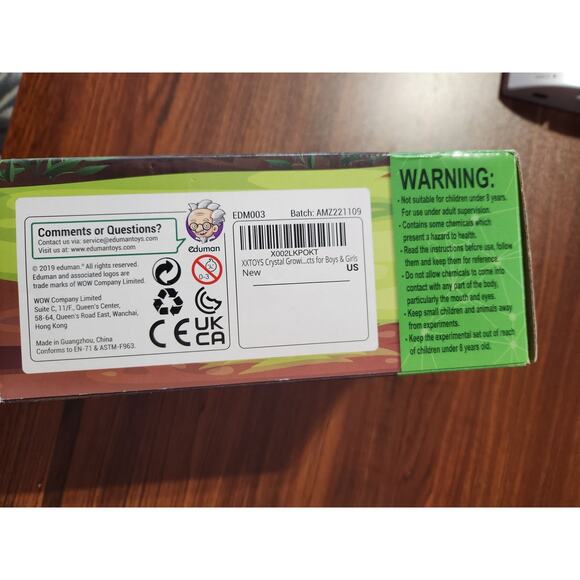 Comments or Questions?
Contact us via: service@edumantoys.com
Visit us at: www.edumantoys.com
eduman
© 2019 eduman.® All rights reserved.
Eduman and associated logos are
trade marks of WOW Company Limited
WOW Company Limited
Suite C, 11/F., Queen's Center,
58-64, Queen's Road East, Wanchai,
Hong Kong
Made in Guangzhou, China
Conforms to EN-71 & ASTM-F963.
0-3
CE
UK
CA
EDM003
Batch: AMZ221109
X002LKPOKT
XXTOYS Crystal Growi...cts for Boys & Girls
New
US
WARNING:
• Not suitable for children under 8 years.
For use under adult supervision.
• Contains some chemicals which
present a hazard to health.
• Read the instructions before use, follow
them and keep them for reference.
• Do not allow chemicals to come into
contact with any part of the body,
particularly the mouth and eyes.
• Keep small children and animals away
from experiments.
• Keep the experimental set out of reach
of children under 8 years old.